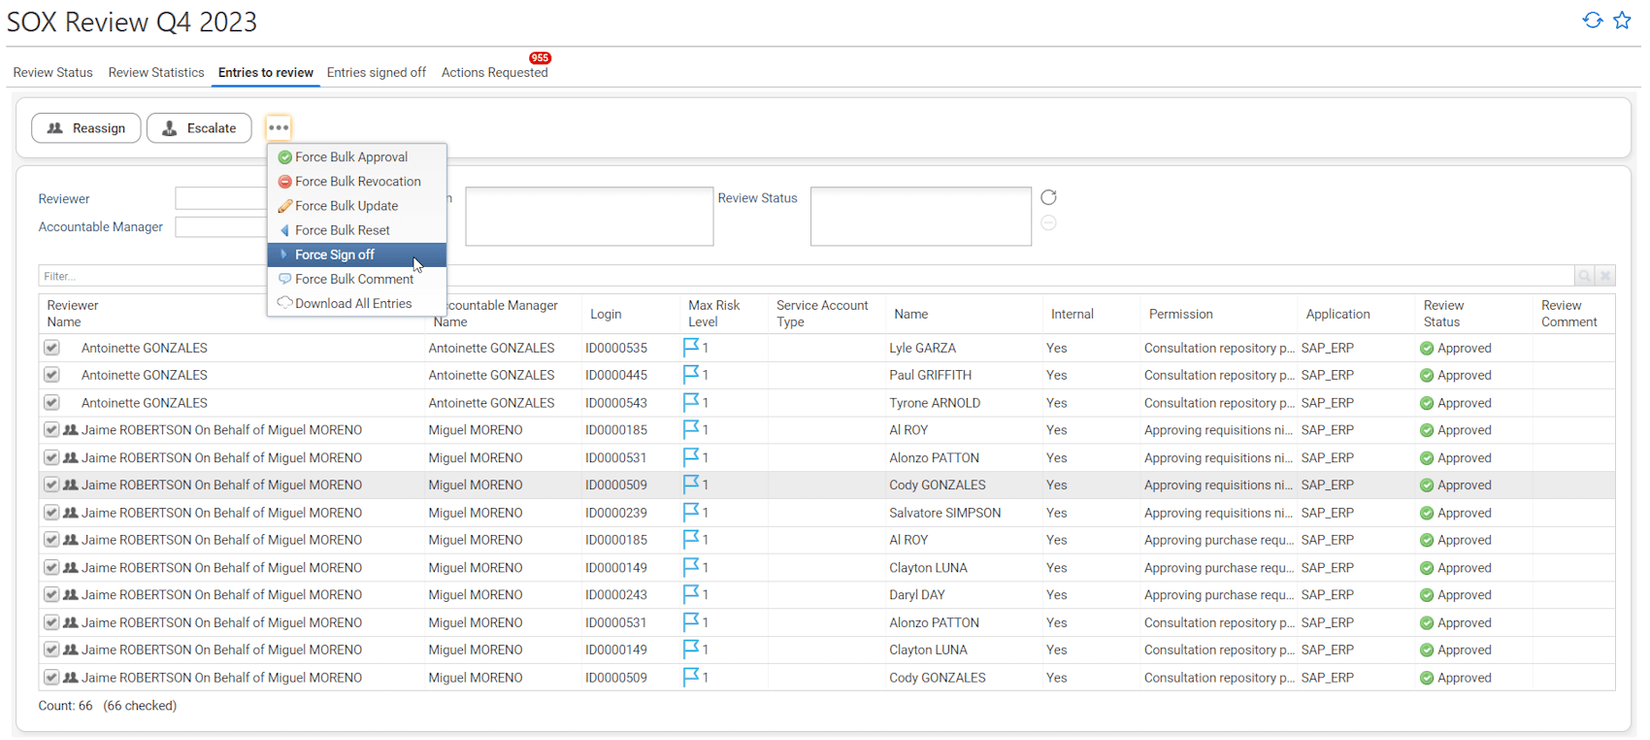 SOX Review Q4 2023
955
Review Status Review Statistics Entries to review Entries signed off Actions Requested
Reassign Escalate
Force Bulk Approval
Force Bulk Revocation
Force Bulk Update
Force Bulk Reset
Force Sign off
Force Bulk Comment
Download All Entries
Reviewer Review Status
Accountable Manager
Filter...
Reviewer Name Accountable Manager Name Login Max Risk Level Service Account Type Name Internal Permission Application Review Status Review Comment
Antoinette GONZALES Antoinette GONZALES ID0000535 1 Lyle GARZA Yes Consultation repository p... SAP_ERP Approved
Antoinette GONZALES Antoinette GONZALES ID0000445 1 Paul GRIFFITH Yes Consultation repository p... SAP_ERP Approved
Antoinette GONZALES Antoinette GONZALES ID0000543 1 Tyrone ARNOLD Yes Consultation repository p... SAP_ERP Approved
Jaime ROBERTSON On Behalf of Miguel MORENO Miguel MORENO ID0000185 1 Al ROY Yes Approving requisitions ni... SAP_ERP Approved
Jaime ROBERTSON On Behalf of Miguel MORENO Miguel MORENO ID0000531 1 Alonzo PATTON Yes Approving requisitions ni... SAP_ERP Approved
Jaime ROBERTSON On Behalf of Miguel MORENO Miguel MORENO ID0000509 1 Cody GONZALES Yes Approving requisitions ni... SAP_ERP Approved
Jaime ROBERTSON On Behalf of Miguel MORENO Miguel MORENO ID0000239 1 Salvatore SIMPSON Yes Approving requisitions ni... SAP_ERP Approved
Jaime ROBERTSON On Behalf of Miguel MORENO Miguel MORENO ID0000185 1 Al ROY Yes Approving purchase requ... SAP_ERP Approved
Jaime ROBERTSON On Behalf of Miguel MORENO Miguel MORENO ID0000149 1 Clayton LUNA Yes Approving purchase requ... SAP_ERP Approved
Jaime ROBERTSON On Behalf of Miguel MORENO Miguel MORENO ID0000243 1 Daryl DAY Yes Approving purchase requ... SAP_ERP Approved
Jaime ROBERTSON On Behalf of Miguel MORENO Miguel MORENO ID0000531 1 Alonzo PATTON Yes Consultation repository p... SAP_ERP Approved
Jaime ROBERTSON On Behalf of Miguel MORENO Miguel MORENO ID0000149 1 Clayton LUNA Yes Consultation repository p... SAP_ERP Approved
Jaime ROBERTSON On Behalf of Miguel MORENO Miguel MORENO ID0000509 1 Cody GONZALES Yes Consultation repository p... SAP_ERP Approved
Count: 66 (66 checked)